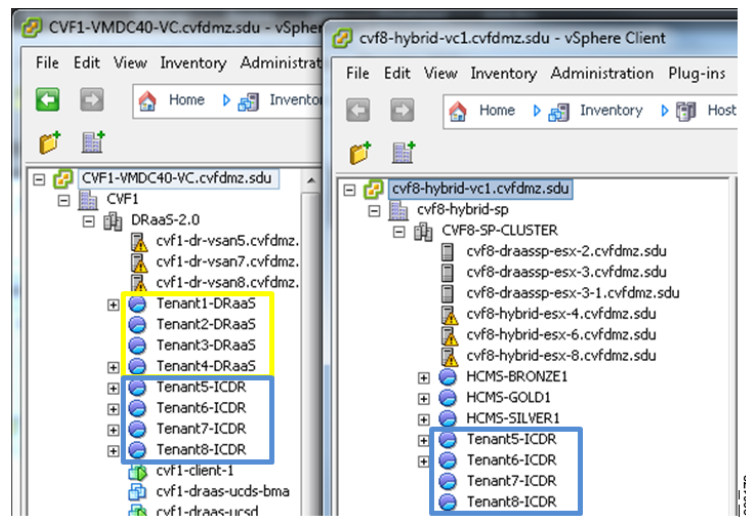 CVF1-VMDC40-VC.cvfdmz.sdu - vSpher
File Edit View Inventory Administrat
Home Invento
CVF1-VMDC40-VC.cvfdmz.sdu
CVF1
DRaaS-2.0
cvf1-dr-vsan5.cvfdmz.
cvf1-dr-vsan7.cvfdmz.
cvf1-dr-vsan8.cvfdmz.
Tenant1-DRaaS
Tenant2-DRaaS
Tenant3-DRaaS
Tenant4-DRaaS
Tenant5-ICDR
Tenant6-ICDR
Tenant7-ICDR
Tenant8-ICDR
cvf1-client-1
cvf1-draas-ucds-bma
cvf1-draas-ucsd
cvf8-hybrid-vc1.cvfdmz.sdu - vSphere Client
File Edit View Inventory Administration Plug-ins
Home Inventory Host
cvf8-hybrid-vc1.cvfdmz.sdu
cvf8-hybrid-sp
CVF8-SP-CLUSTER
cvf8-draassp-esx-2.cvfdmz.sdu
cvf8-draassp-esx-3.cvfdmz.sdu
cvf8-draassp-esx-3-1.cvfdmz.sdu
cvf8-hybrid-esx-4.cvfdmz.sdu
cvf8-hybrid-esx-6.cvfdmz.sdu
cvf8-hybrid-esx-8.cvfdmz.sdu
HCMS-BRONZE1
HCMS-GOLD1
HCMS-SILVER1
Tenant5-ICDR
Tenant6-ICDR
Tenant7-ICDR
Tenant8-ICDR